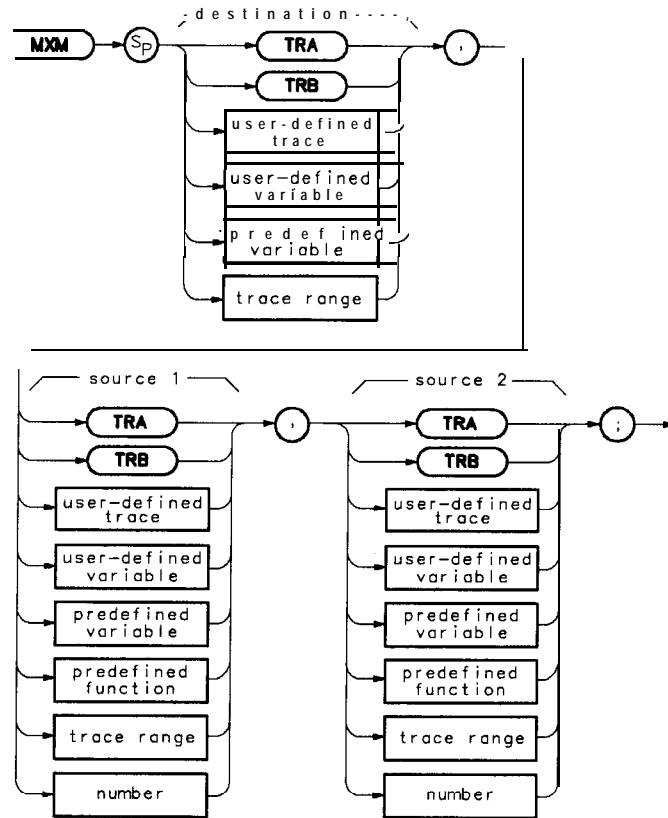 destination
MXM
SP
TRA
,
TRB
user-defined
trace
user-defined
variable
predefined
variable
trace range
source 1
TRA
,
TRB
user-defined
trace
user-defined
variable
predefined
variable
predefined
function
trace range
number
source 2
TRA
;
TRB
user-defined
trace
user-defined
variable
predefined
variable
predefined
function
trace range
number